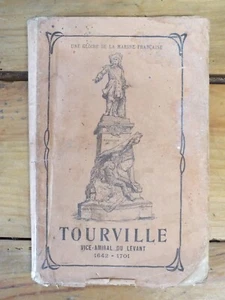 UNE GLOIRE DE LA MARINE FRANÇAISE
TOURVILLE
VICE-AMIRAL DU LEVANT
1642 - 1701